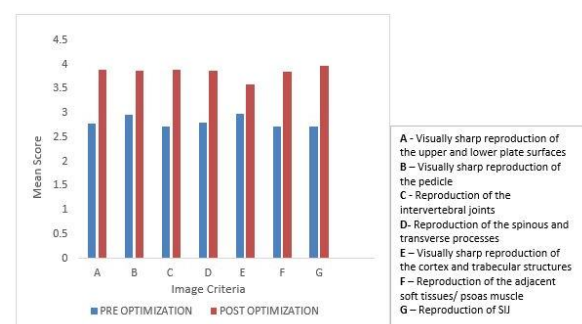 4.5
4
3.5
3
2.5
2
1.5
1
0.5
0
Mean Score
A B C D E F G
Image Criteria
PRE OPTIMIZATION POST OPTIMIZATION
A - Visually sharp reproduction of
the upper and lower plate surfaces
B – Visually sharp reproduction of
the pedicle
C - Reproduction of the
intervertebral joints
D- Reproduction of the spinous and
transverse processes
E – Visually sharp reproduction of
the cortex and trabecular structures
F – Reproduction of the adjacent
soft tissues/ psoas muscle
G – Reproduction of SIJ